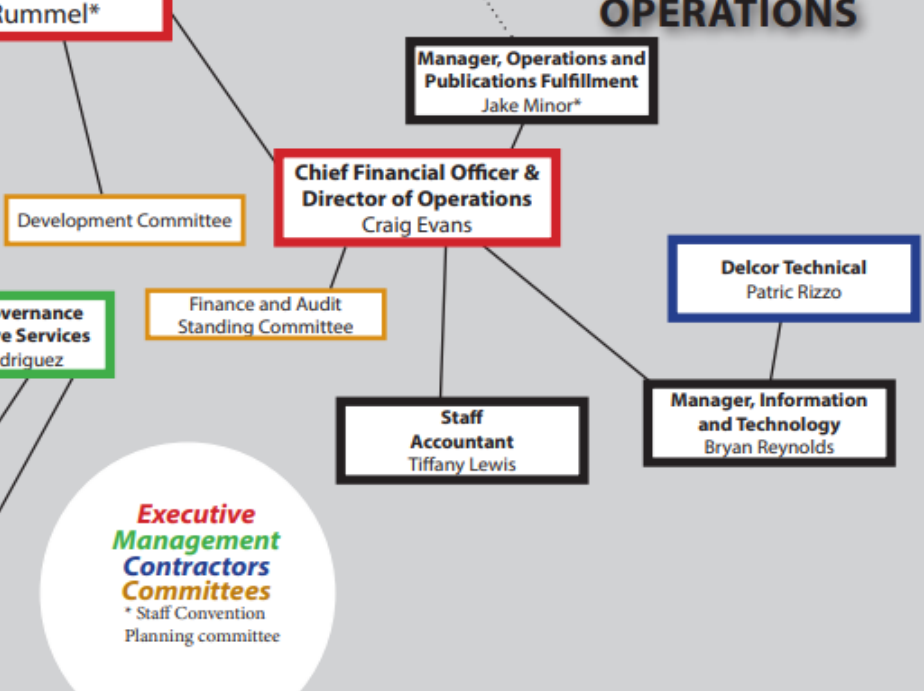 Rummel*
OPERATIONS
Manager, Operations and
Publications Fulfillment
Jake Minor*
Chief Financial Officer &
Director of Operations
Craig Evans
Development Committee
Delcor Technical
Patric Rizzo
Finance and Audit
Standing Committee
vernance
e Services
driguez
Manager, Information
and Technology
Bryan Reynolds
Staff
Accountant
Tiffany Lewis
Executive
Management
Contractors
Committees
* Staff Convention
Planning committee